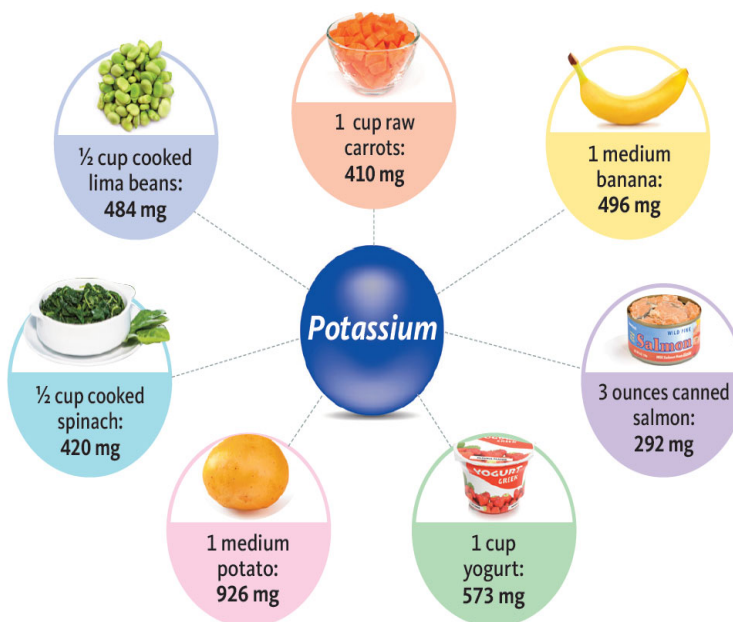 ½ cup cooked
lima beans:
484 mg
1 cup raw
carrots:
410 mg
1 medium
banana:
496 mg
Potassium
½ cup cooked
spinach:
420 mg
WILD PINK
Salmon
3 ounces canned
salmon:
292 mg
1 medium
potato:
926 mg
YOGURT
GREEK
1 cup
yogurt:
573 mg